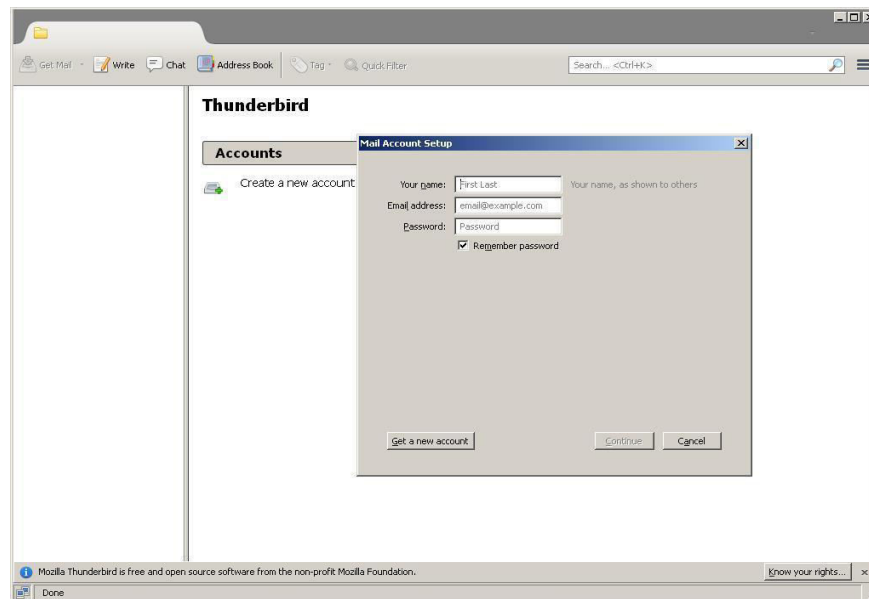 Get Mail
Write
Chat
Address Book
Tag
Quick Filter
Search... <Ctrl+K>
Thunderbird
Accounts
Create a new account
Mail Account Setup
Your name:
First Last
Your name, as shown to others
Email address:
email@example.com
Password:
Password
Remember password
Get a new account
Continue
Cancel
Mozilla Thunderbird is free and open source software from the non-profit Mozilla Foundation.
Know your rights...
Done